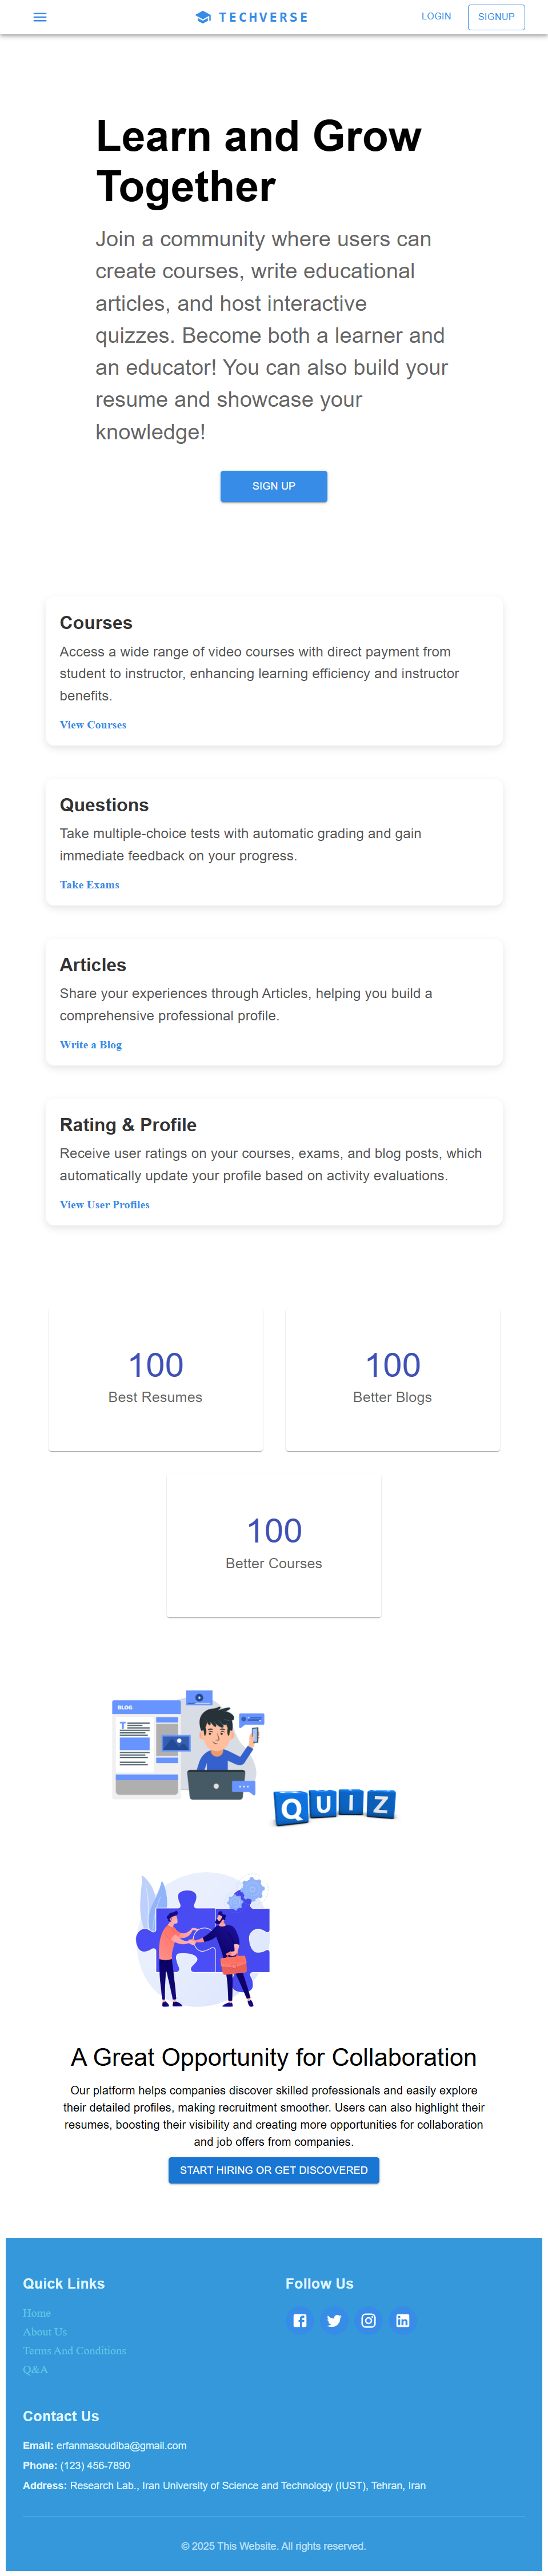 TECHVERSE
LOGIN
SIGNUP
Learn and Grow
Together
Join a community where users can
create courses, write educational
articles, and host interactive
quizzes. Become both a learner and
an educator! You can also build your
resume and showcase your
knowledge!
SIGN UP
Courses
Access a wide range of video courses with direct payment from
student to instructor, enhancing learning efficiency and instructor
benefits.
View Courses
Questions
Take multiple-choice tests with automatic grading and gain
immediate feedback on your progress.
Take Exams
Articles
Share your experiences through Articles, helping you build a
comprehensive professional profile.
Write a Blog
Rating & Profile
Receive user ratings on your courses, exams, and blog posts, which
automatically update your profile based on activity evaluations.
View User Profiles
100
Best Resumes
100
Better Blogs
100
Better Courses
BLOG
T
QUIZ
A Great Opportunity for Collaboration
Our platform helps companies discover skilled professionals and easily explore
their detailed profiles, making recruitment smoother. Users can also highlight their
resumes, boosting their visibility and creating more opportunities for collaboration
and job offers from companies.
START HIRING OR GET DISCOVERED
Quick Links
Home
About Us
Terms And Conditions
Q&A
Follow Us
Contact Us
Email: erfanmasoudiba@gmail.com
Phone: (123) 456-7890
Address: Research Lab., Iran University of Science and Technology (IUST), Tehran, Iran
© 2025 This Website. All rights reserved.